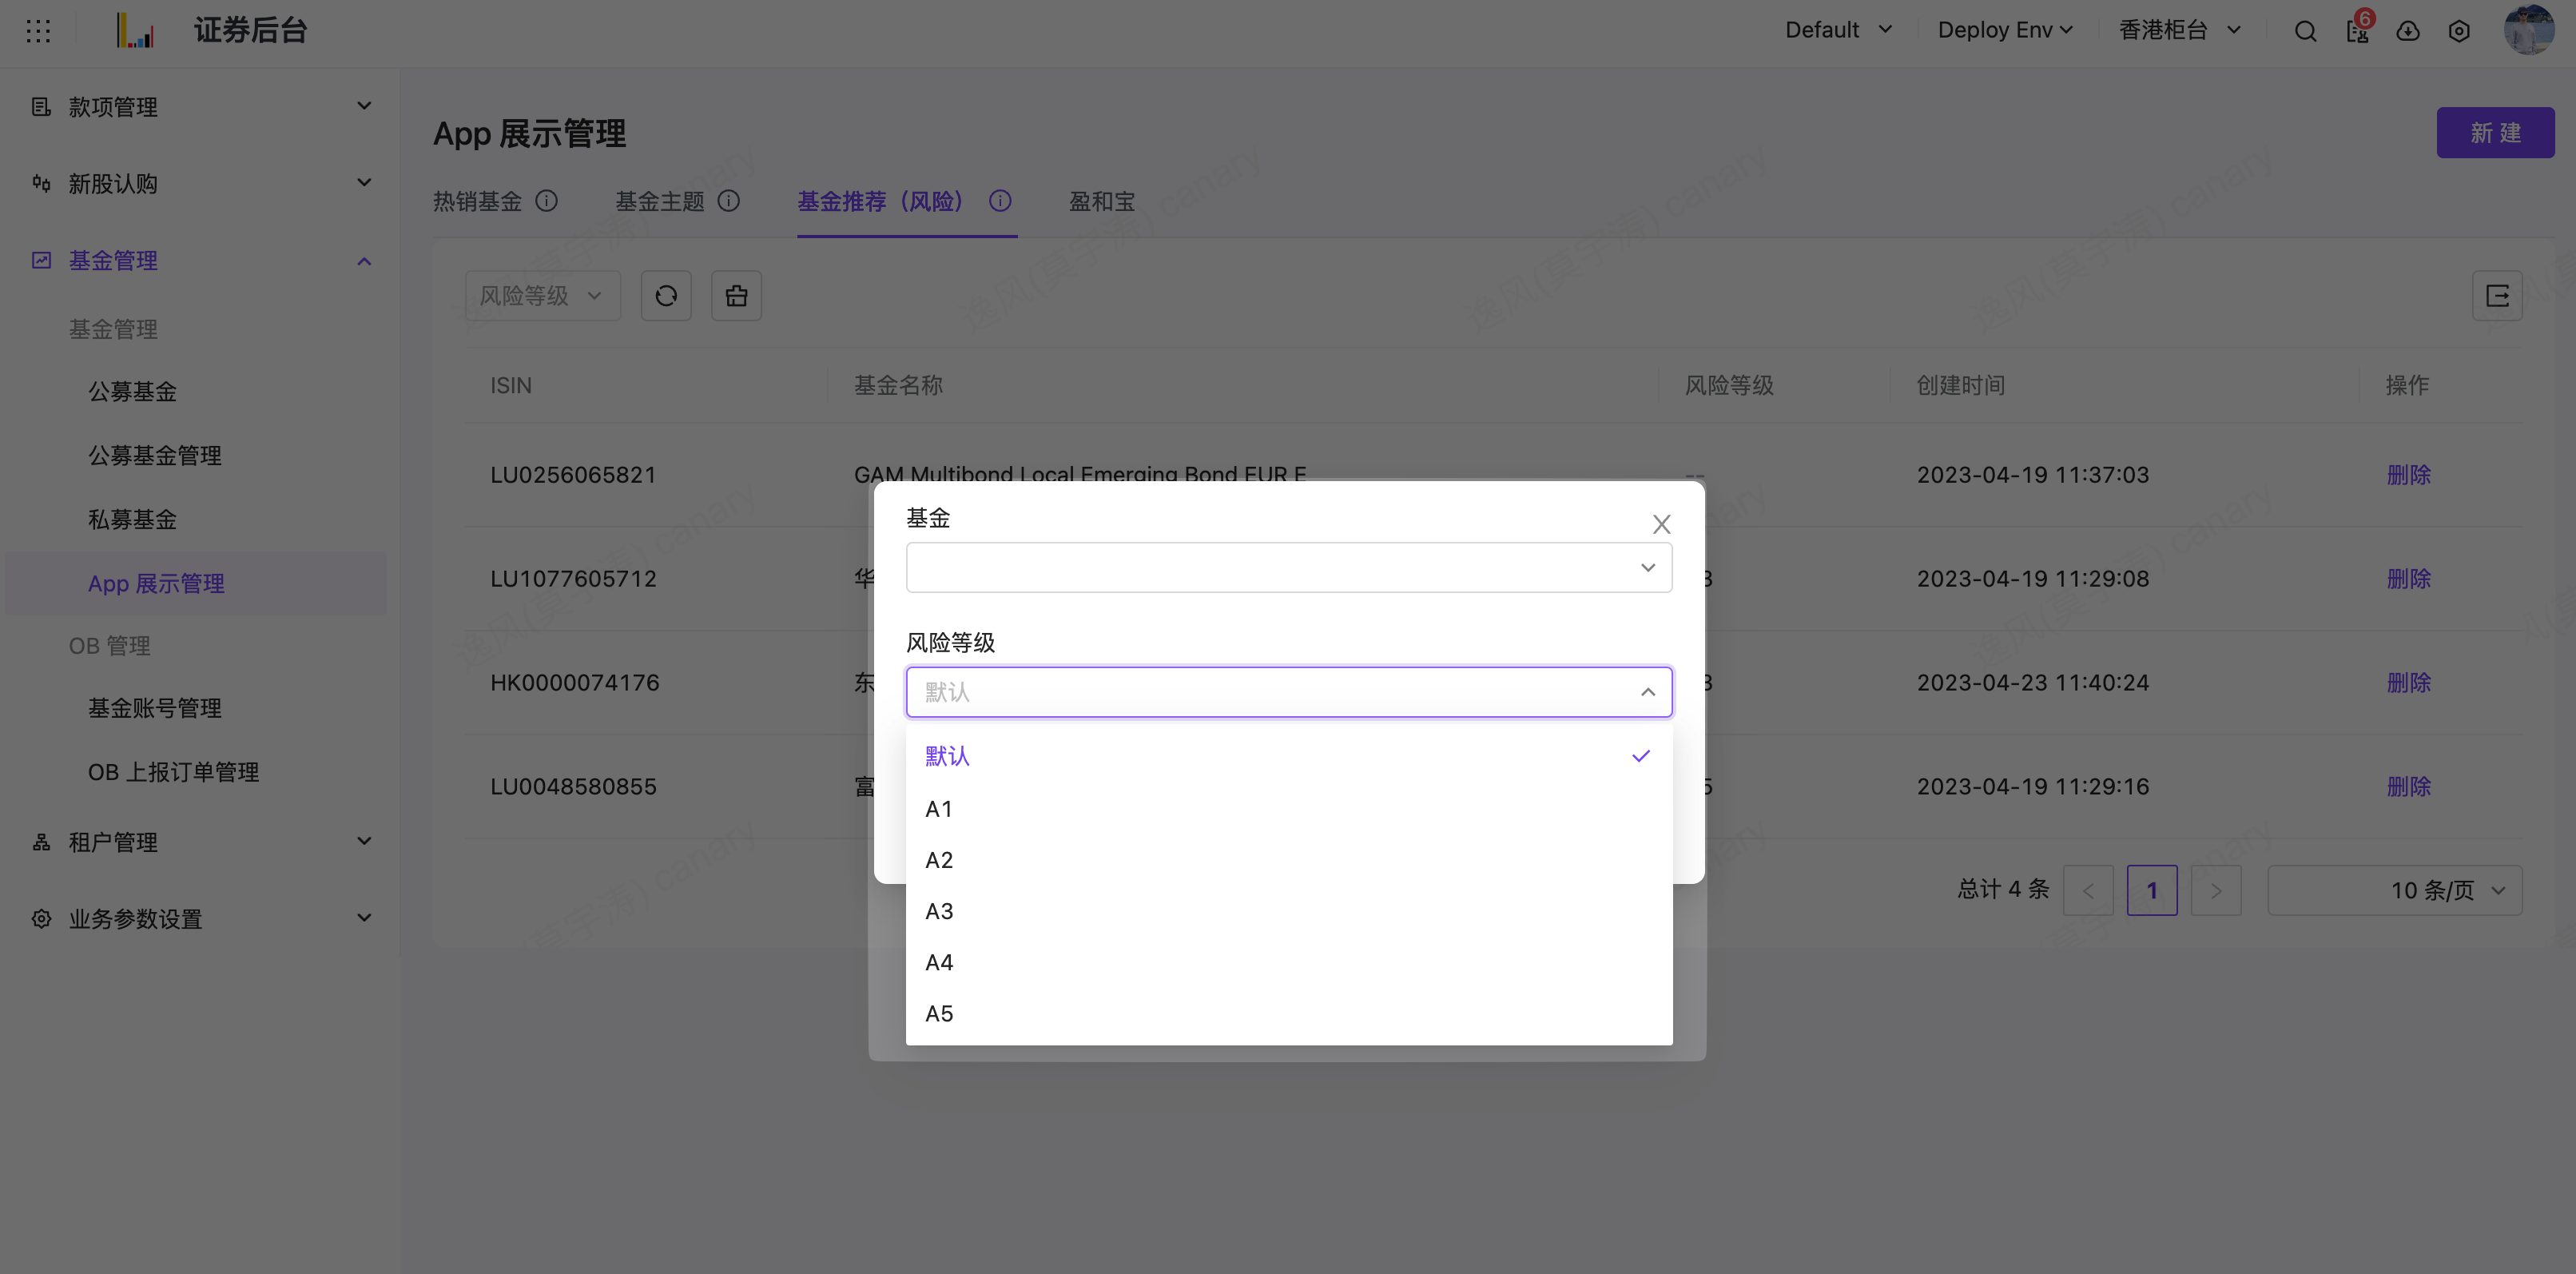 证券后台
Default
Deploy Env
香港柜台
6
款项管理
新股认购
基金管理
基金管理
公募基金
公募基金管理
私募基金
App 展示管理
OB 管理
基金账号管理
OB 上报订单管理
租户管理
业务参数设置
App 展示管理
新 建
热销基金
基金主题
基金推荐（风险）
盈和宝
风险等级
ISIN 基金名称 风险等级 创建时间 操作
LU0256065821 GAM Multibond Local Emerging Bond EUR E -- 2023-04-19 11:37:03 删除
LU1077605712 华 3 2023-04-19 11:29:08 删除
HK0000074176 东 3 2023-04-23 11:40:24 删除
LU0048580855 富 5 2023-04-19 11:29:16 删除
总计 4 条
1
10 条/页
基金
风险等级
默认
默认
A1
A2
A3
A4
A5
逸风(莫宇涛) canary